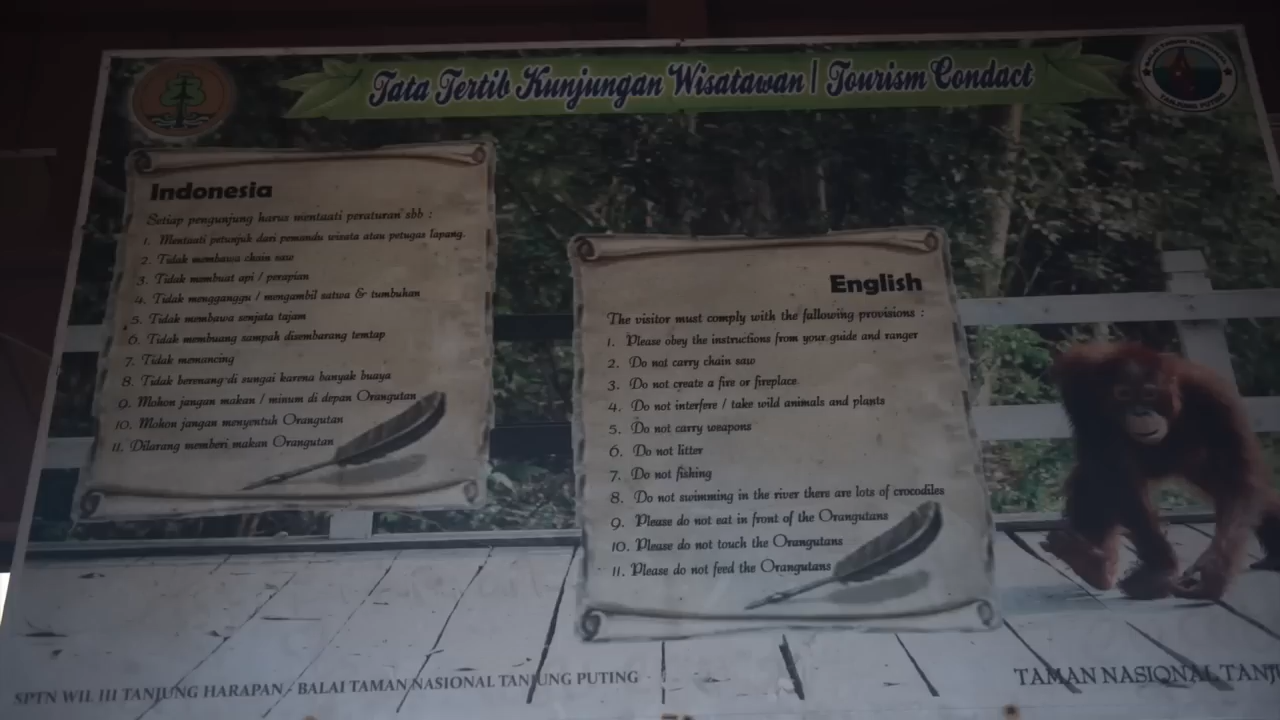 Tata Tertib Kunjungan Wisatawan | Tourism Condact
Indonesia
Setiap pengunjung harus mentaati peraturan sbb :
1. Mentaati petunjuk dari pemandu wisata atau petugas lapang.
2. Tidak membawa chain saw
3. Tidak membuat api / perapian
4. Tidak mengganggu / mengambil satwa & tumbuhan
5. Tidak membawa senjata tajam
6. Tidak membuang sampah disembarang temtap
7. Tidak memancing
8. Tidak berenang di sungai karena banyak buaya
9. Mohon jangan makan / minum di depan Orangutan
10. Mohon jangan menyentuh Orangutan
11. Dilarang memberi makan Orangutan
English
The visitor must comply with the fallowing provisions :
1. Please obey the instructions from your guide and ranger
2. Do not carry chain saw
3. Do not create a fire or fireplace
4. Do not interfere / take wild animals and plants
5. Do not carry weapons
6. Do not litter
7. Do not fishing
8. Do not swimming in the river there are lots of crocodiles
9. Please do not eat in front of the Orangutans
10. Please do not touch the Orangutans
11. Please do not feed the Orangutans
SPTN WIL III TANJUNG HARAPAN - BALAI TAMAN NASIONAL TANJUNG PUTING
TAMAN NASIONAL TANJ
TANJUNG PUTING